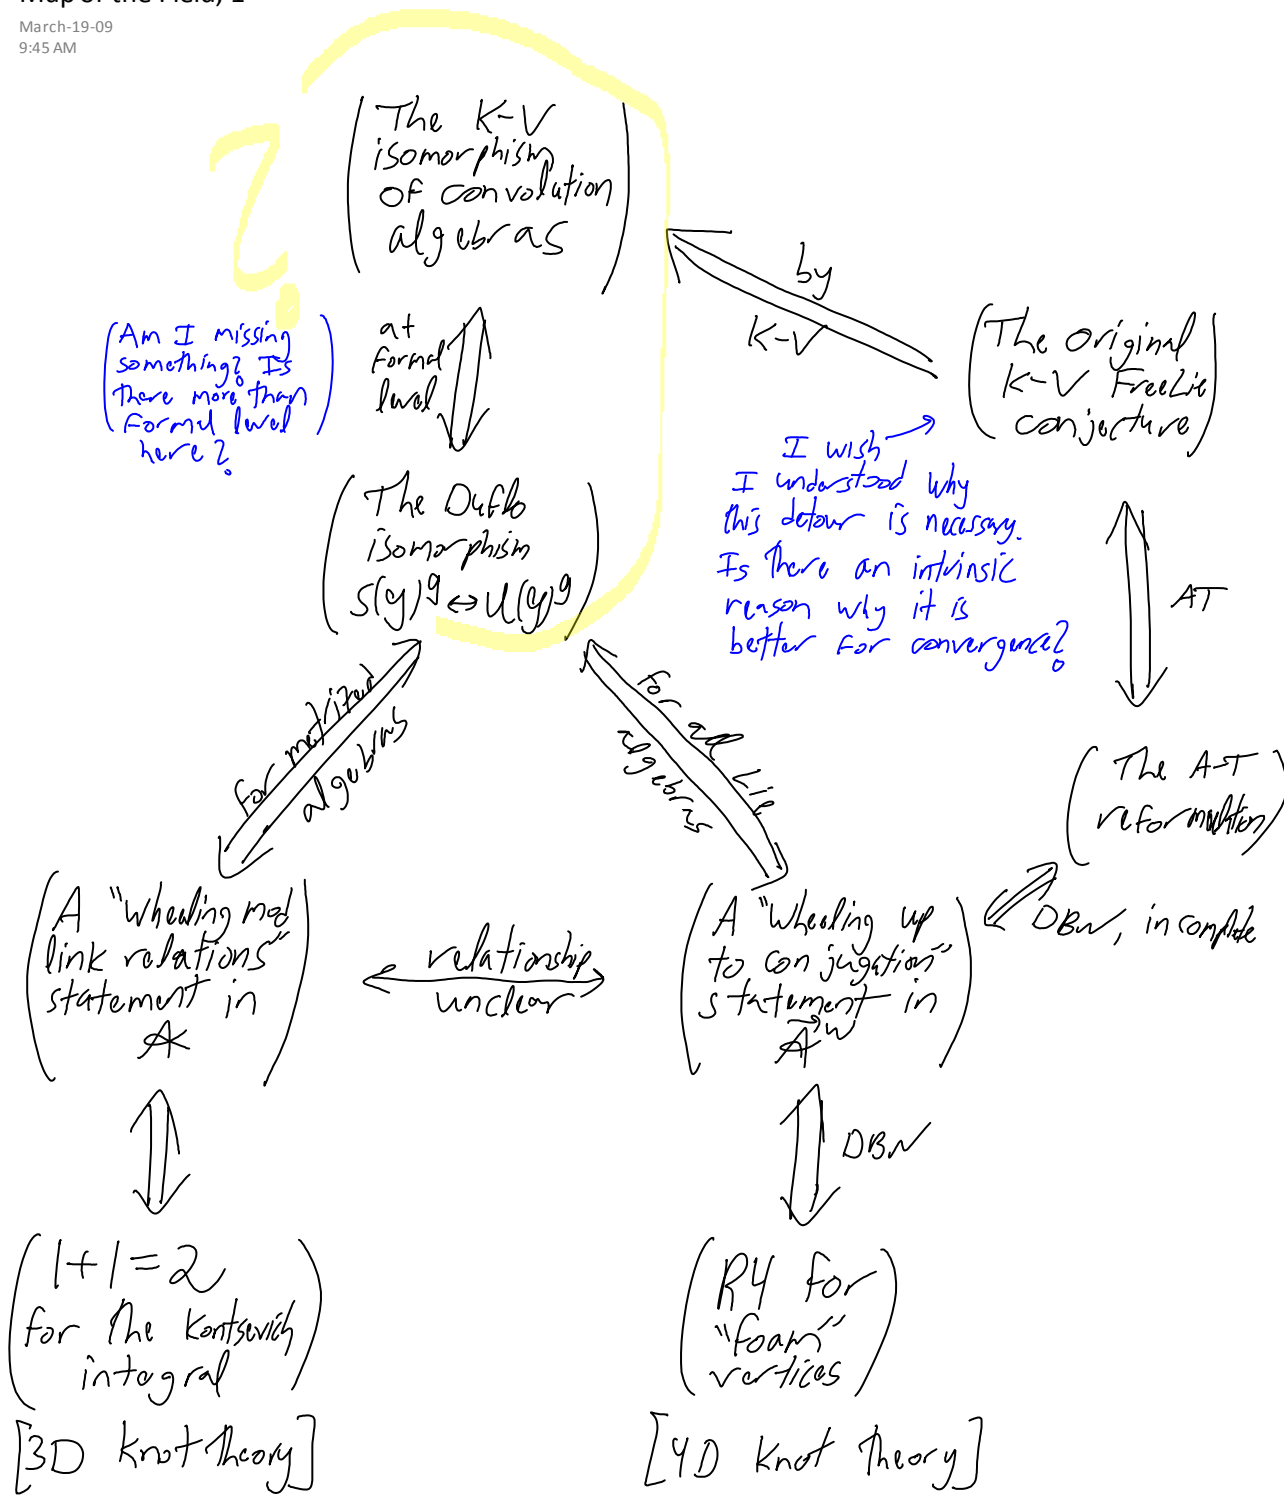 March-19-09
9:45 AM
The K-V
isomorphism
of convolution
algebras
by
K-V
(Am I missing
something? Is
there more than
formal level
here?)
at
formal
level
(The original
K-V FreeLie
conjecture)
I wish
I understood why
this detour is necessary.
Is there an intrinsic
reason why it is
better for convergence?
(The Duflo
isomorphism
S(g)^g ↔ U(g)^g)
AT
for metrized
algebras
for all Lie
algebras
(The A-T
reformulation)
(A "Wheeling mod
link relations"
statement in
A)
relationship
unclear
(A "Wheeling up
to conjugation"
statement in
A⃗^w)
DBN, incomplete
DBN
(1+1=2
for the Kontsevich
integral)
[3D knot theory]
(R4 for
"foam"
vertices)
[4D knot theory]